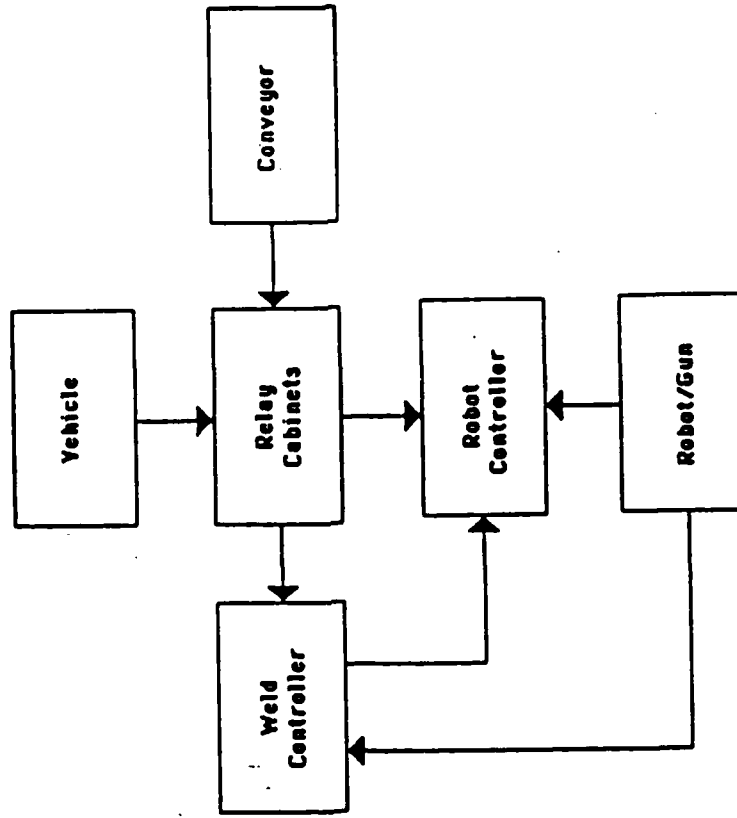 Vehicle
Weld
Controller
Relay
Cabinets
Conveyor
Robot
Controller
Robot/Gun